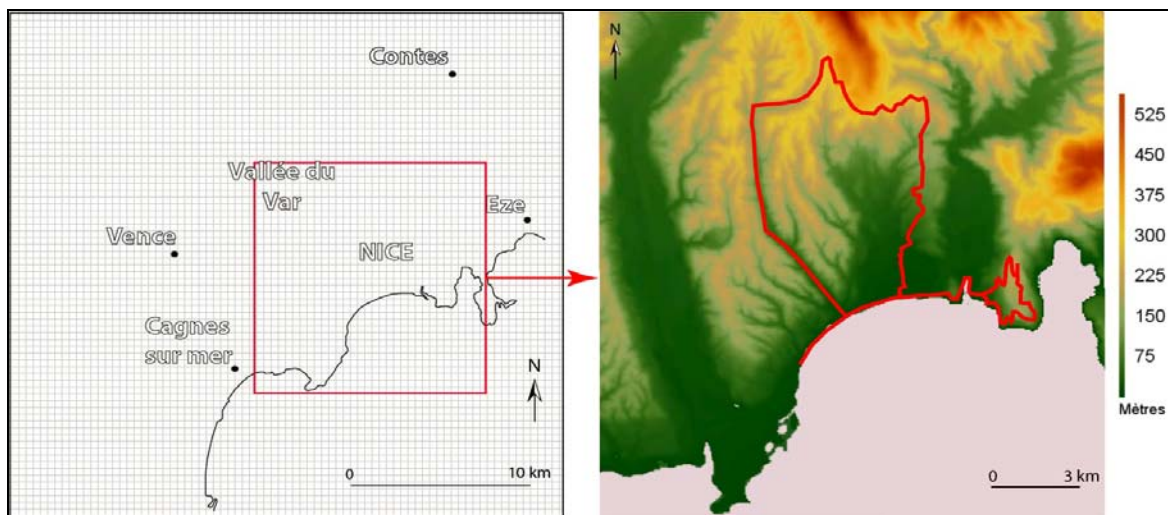 Contes
Vallée du
Var
Eze
Vence
NICE
Cagnes
sur mer
N
0
10 km
N
525
450
375
300
225
150
75
Mètres
0
3 km